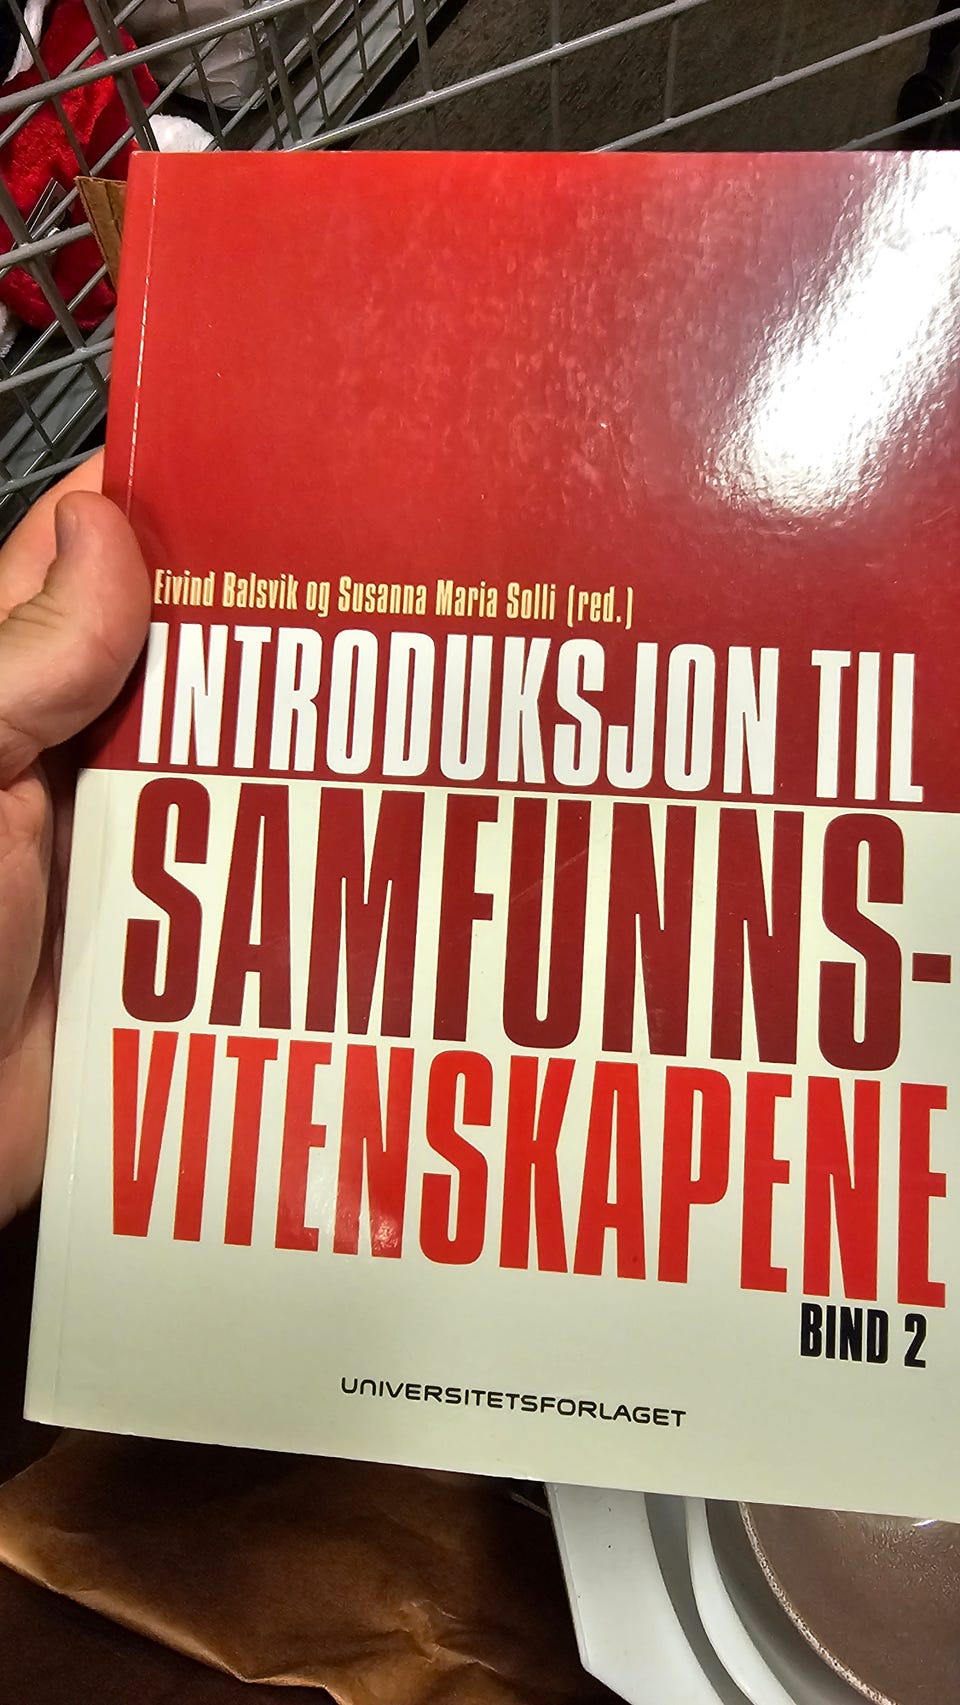 Eivind Balsvik og Susanna Maria Solli (red.)
INTRODUKSJON TIL
SAMFUNNS-
VITENSKAPENE
BIND 2
UNIVERSITETSFORLAGET